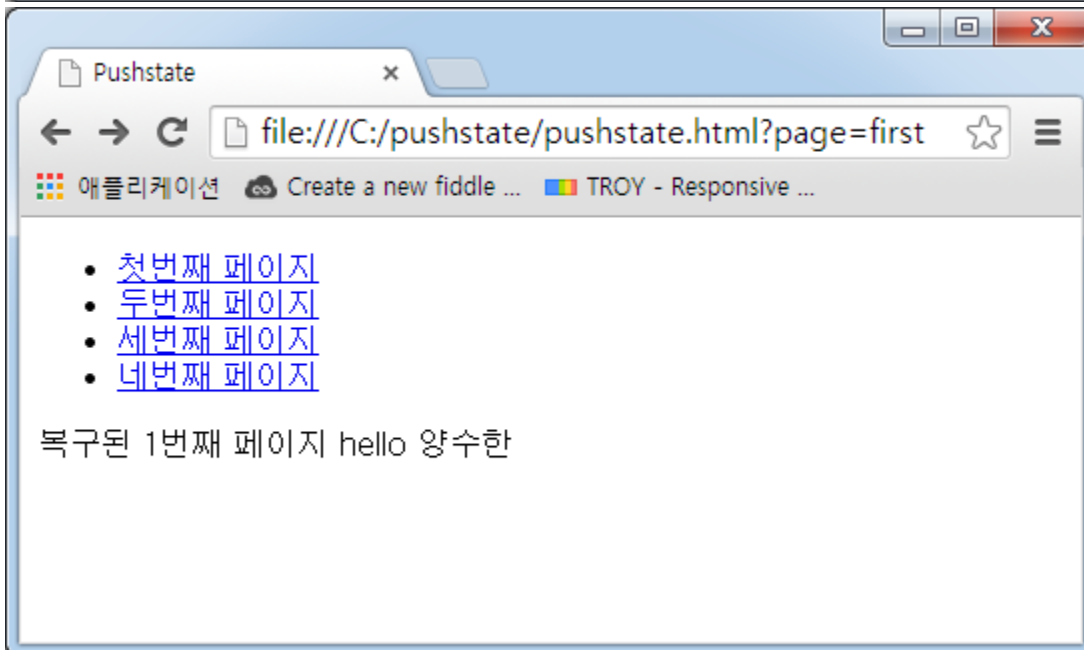 Pushstate
file:///C:/pushstate/pushstate.html?page=first
애플리케이션 Create a new fiddle ... TROY - Responsive ...
첫번째 페이지
두번째 페이지
세번째 페이지
네번째 페이지
복구된 1번째 페이지 hello 양수한